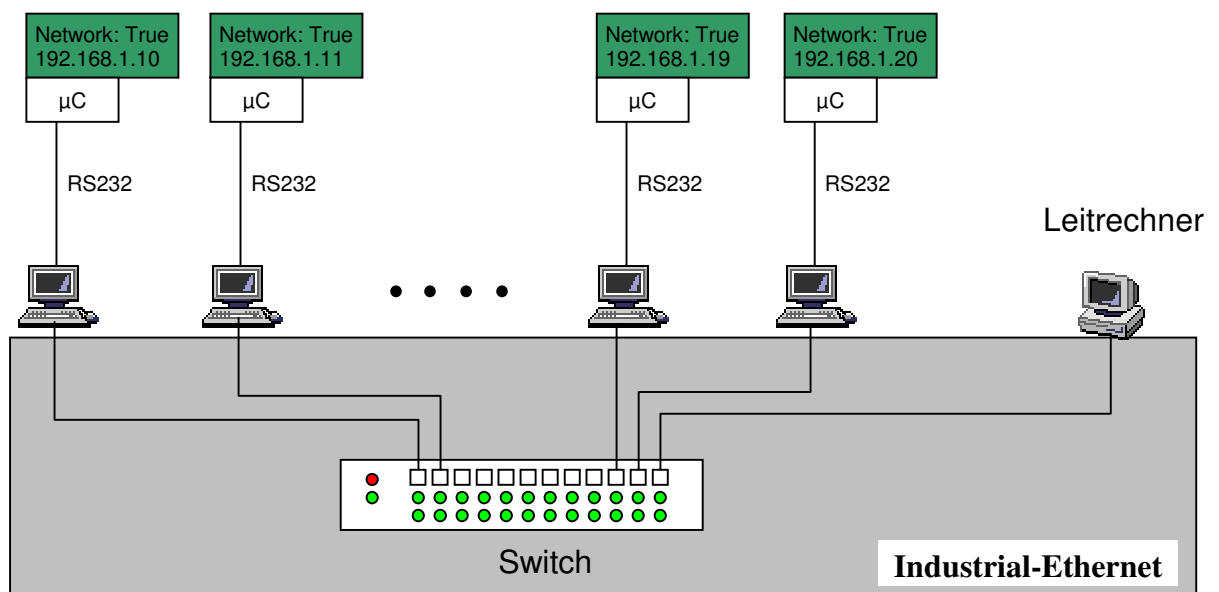 Network: True
192.168.1.10
Network: True
192.168.1.11
Network: True
192.168.1.19
Network: True
192.168.1.20
µC
µC
µC
µC
RS232
RS232
RS232
RS232
Leitrechner
Switch
Industrial-Ethernet